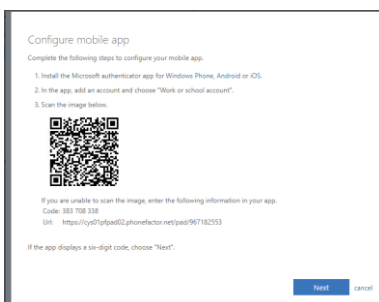 Configure mobile app
Complete the following steps to configure your mobile app.
1. Install the Microsoft authenticator app for Windows Phone, Android or iOS.
2. In the app, add an account and choose "Work or school account".
3. Scan the image below.
If you are unable to scan the image, enter the following information in your app.
Code: 383 708 338
Url: https://cys01pfpad02.phonefactor.net/pad/967182553
If the app displays a six-digit code, choose "Next".
Next cancel